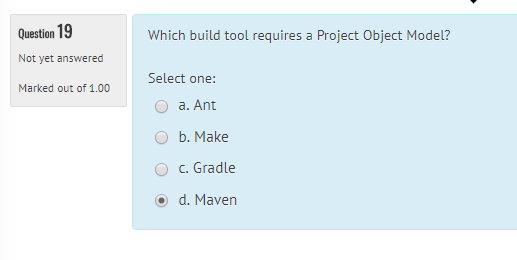 Question 19
Not yet answered
Marked out of 1.00
Which build tool requires a Project Object Model?
Select one:
a. Ant
b. Make
c. Gradle
d. Maven